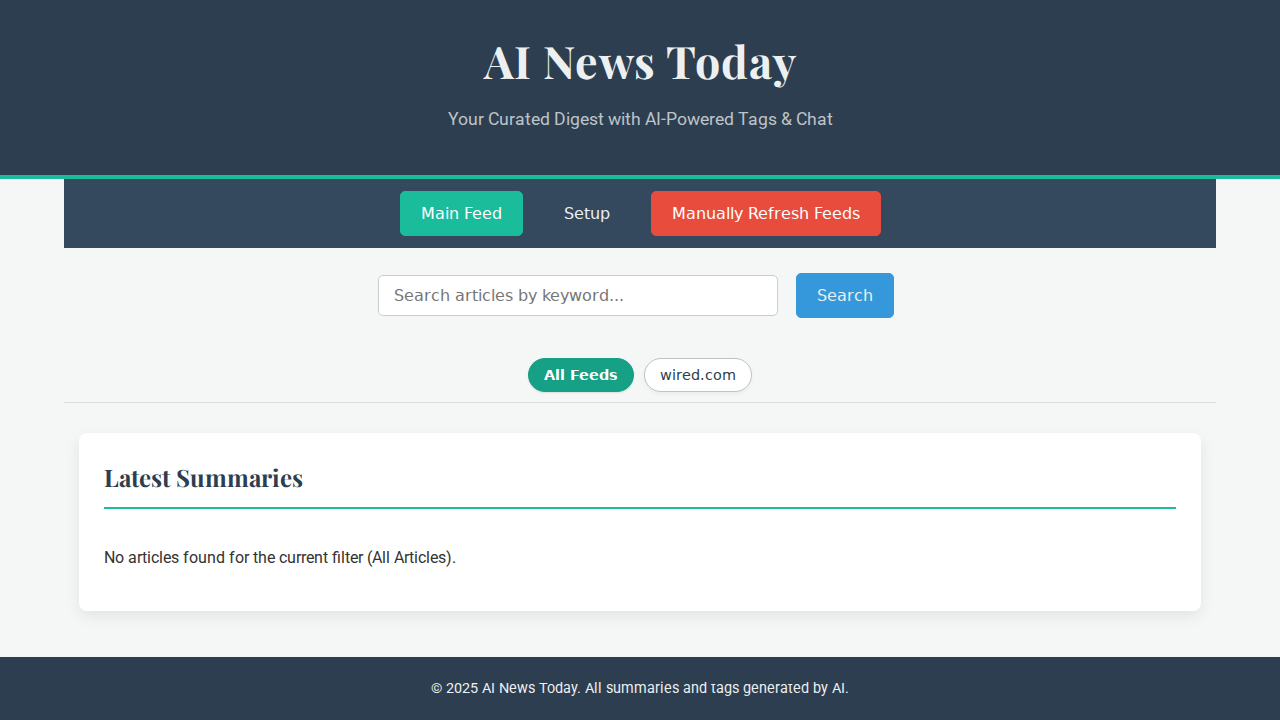 AI News Today
Your Curated Digest with AI-Powered Tags & Chat
Main Feed
Setup
Manually Refresh Feeds
Search articles by keyword...
Search
All Feeds
wired.com
Latest Summaries
No articles found for the current filter (All Articles).
© 2025 AI News Today. All summaries and tags generated by AI.